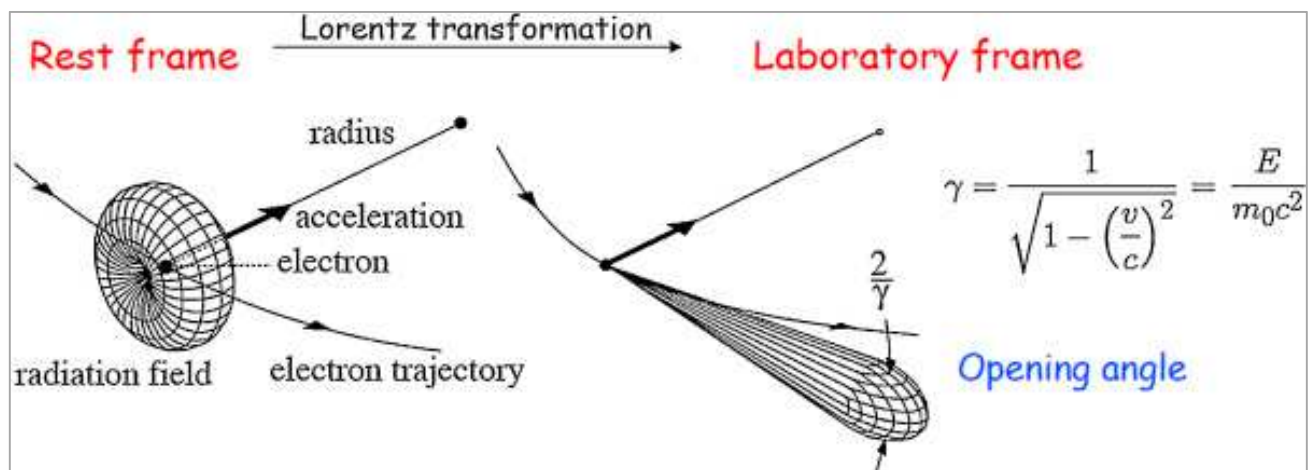 Lorentz transformation
Rest frame
Laboratory frame
radius
acceleration
electron
radiation field
electron trajectory
2/γ
γ = 1/√(1 − (v/c)²) = E/(m₀c²)
Opening angle